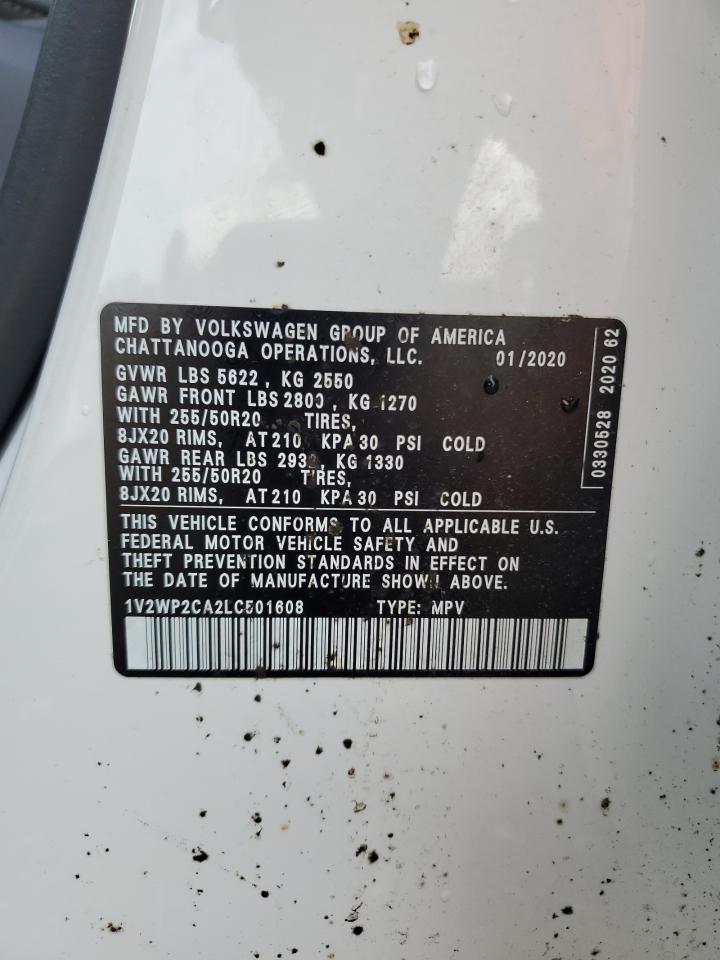 MFD BY VOLKSWAGEN GROUP OF AMERICA
CHATTANOOGA OPERATIONS, LLC. 01/2020
GVWR LBS 5622, KG 2550
GAWR FRONT LBS 2800, KG 1270
WITH 255/50R20 TIRES,
8JX20 RIMS, AT 210 KPA 30 PSI COLD
GAWR REAR LBS 2932, KG 1330
WITH 255/50R20 TIRES,
8JX20 RIMS, AT 210 KPA 30 PSI COLD
THIS VEHICLE CONFORMS TO ALL APPLICABLE U.S.
FEDERAL MOTOR VEHICLE SAFETY AND
THEFT PREVENTION STANDARDS IN EFFECT ON
THE DATE OF MANUFACTURE SHOWN ABOVE.
1V2WP2CA2LC501608 TYPE: MPV
0330528 2020 62